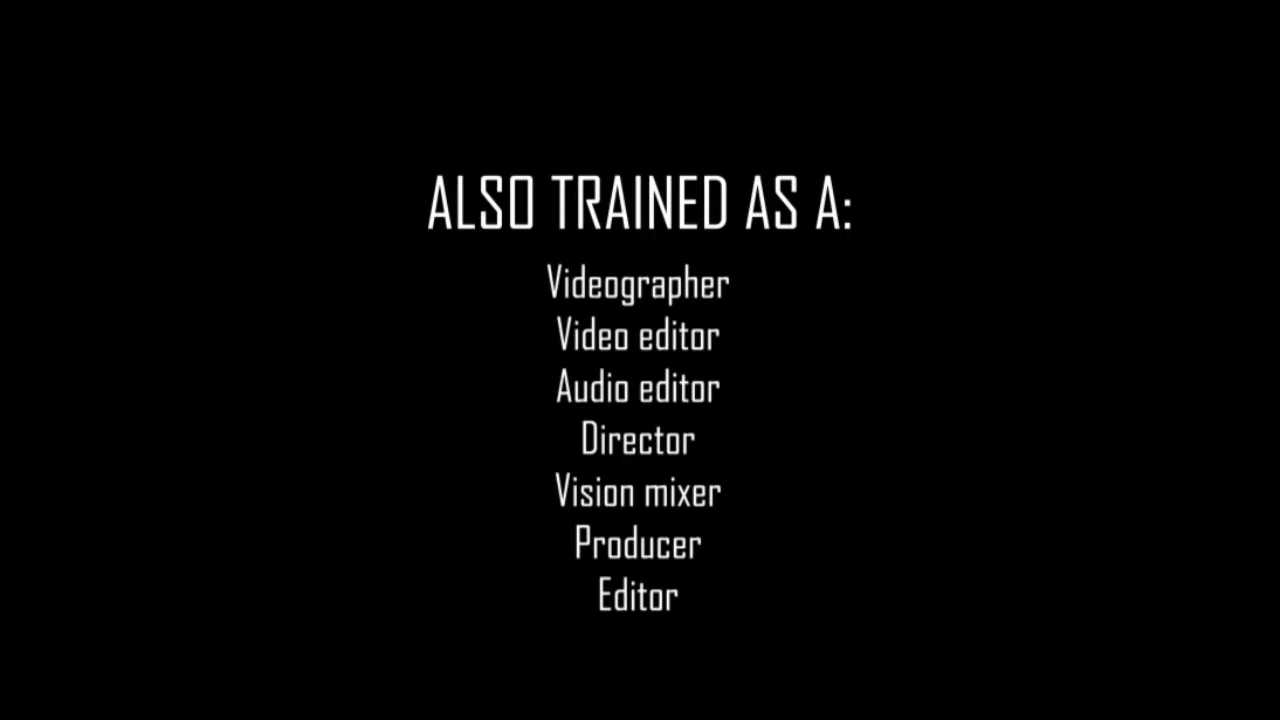 ALSO TRAINED AS A:
Videographer
Video editor
Audio editor
Director
Vision mixer
Producer
Editor